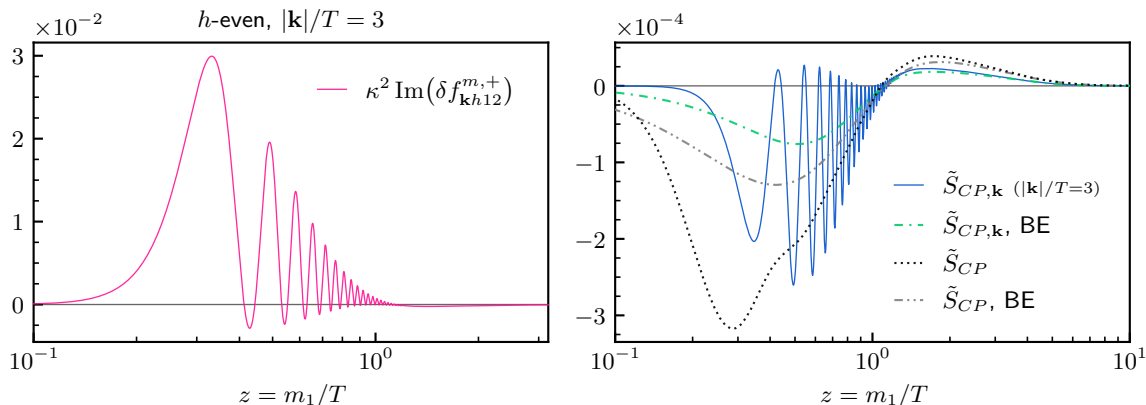 h-even, |k|/T = 3
×10⁻²
3
2
1
0
κ² Im(δf^{m,+}_{kh12})
10⁻¹
10⁰
z = m₁/T
×10⁻⁴
0
−1
−2
−3
S̃_{CP,k} (|k|/T=3)
S̃_{CP,k}, BE
S̃_{CP}
S̃_{CP}, BE
10⁻¹
10⁰
10¹
z = m₁/T